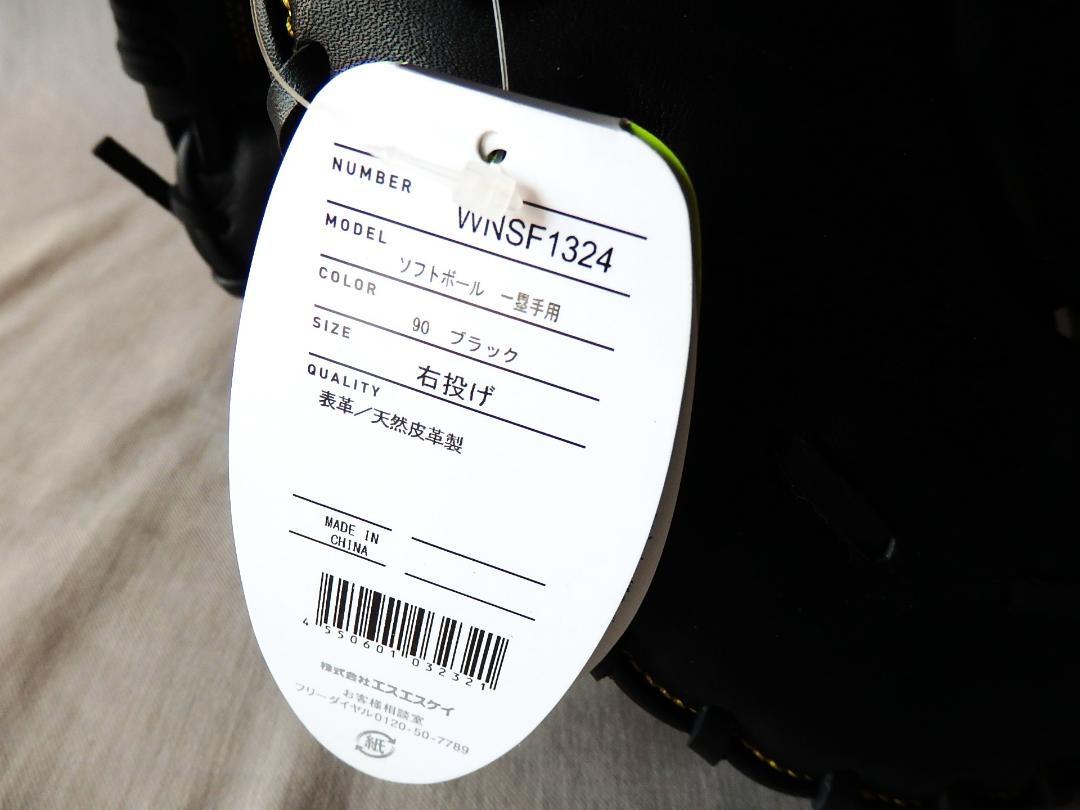 NUMBER
WNSF1324
MODEL
ソフトボール 一塁手用
COLOR
90 ブラック
SIZE
右投げ
QUALITY
表革／天然皮革製
MADE IN
CHINA
4 550601 032321
株式会社エスエスケイ
お客様相談室
フリーダイヤル0120-50-7789
紙